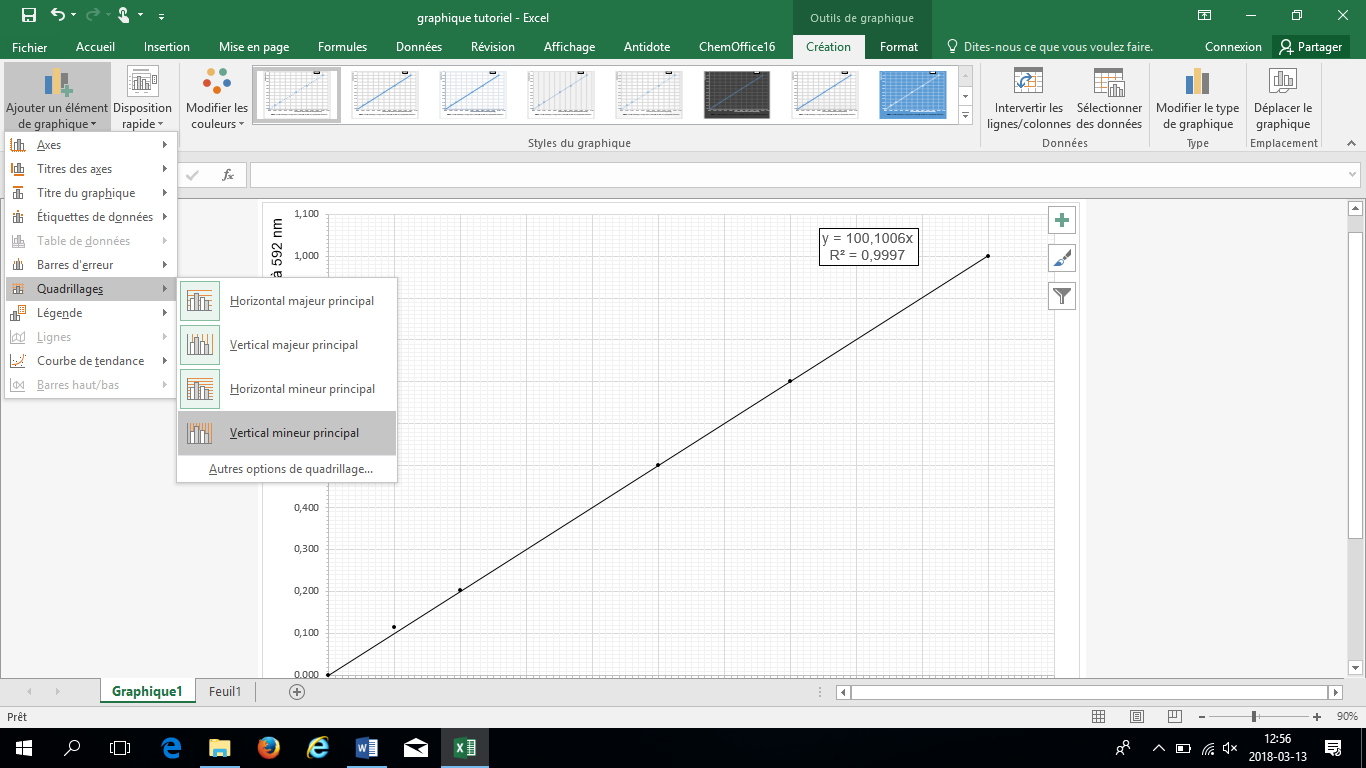 graphique tutoriel - Excel
Outils de graphique
Fichier Accueil Insertion Mise en page Formules Données Révision Affichage Antidote ChemOffice16 Création Format Dites-nous ce que vous voulez faire. Connexion Partager
Ajouter un élément de graphique
Disposition rapide
Modifier les couleurs
Intervertir les lignes/colonnes
Sélectionner des données
Modifier le type de graphique
Déplacer le graphique
Styles du graphique
Données
Type
Emplacement
fx
Axes
Titres des axes
Titre du graphique
Étiquettes de données
Table de données
Barres d'erreur
Quadrillages
Légende
Lignes
Courbe de tendance
Barres haut/bas
Horizontal majeur principal
Vertical majeur principal
Horizontal mineur principal
Vertical mineur principal
Autres options de quadrillage...
à 592 nm
1,100
1,000
0,400
0,300
0,200
0,100
0,000
y = 100,1006x
R² = 0,9997
Graphique1 Feuil1
Prêt
90%
12:56
2018-03-13